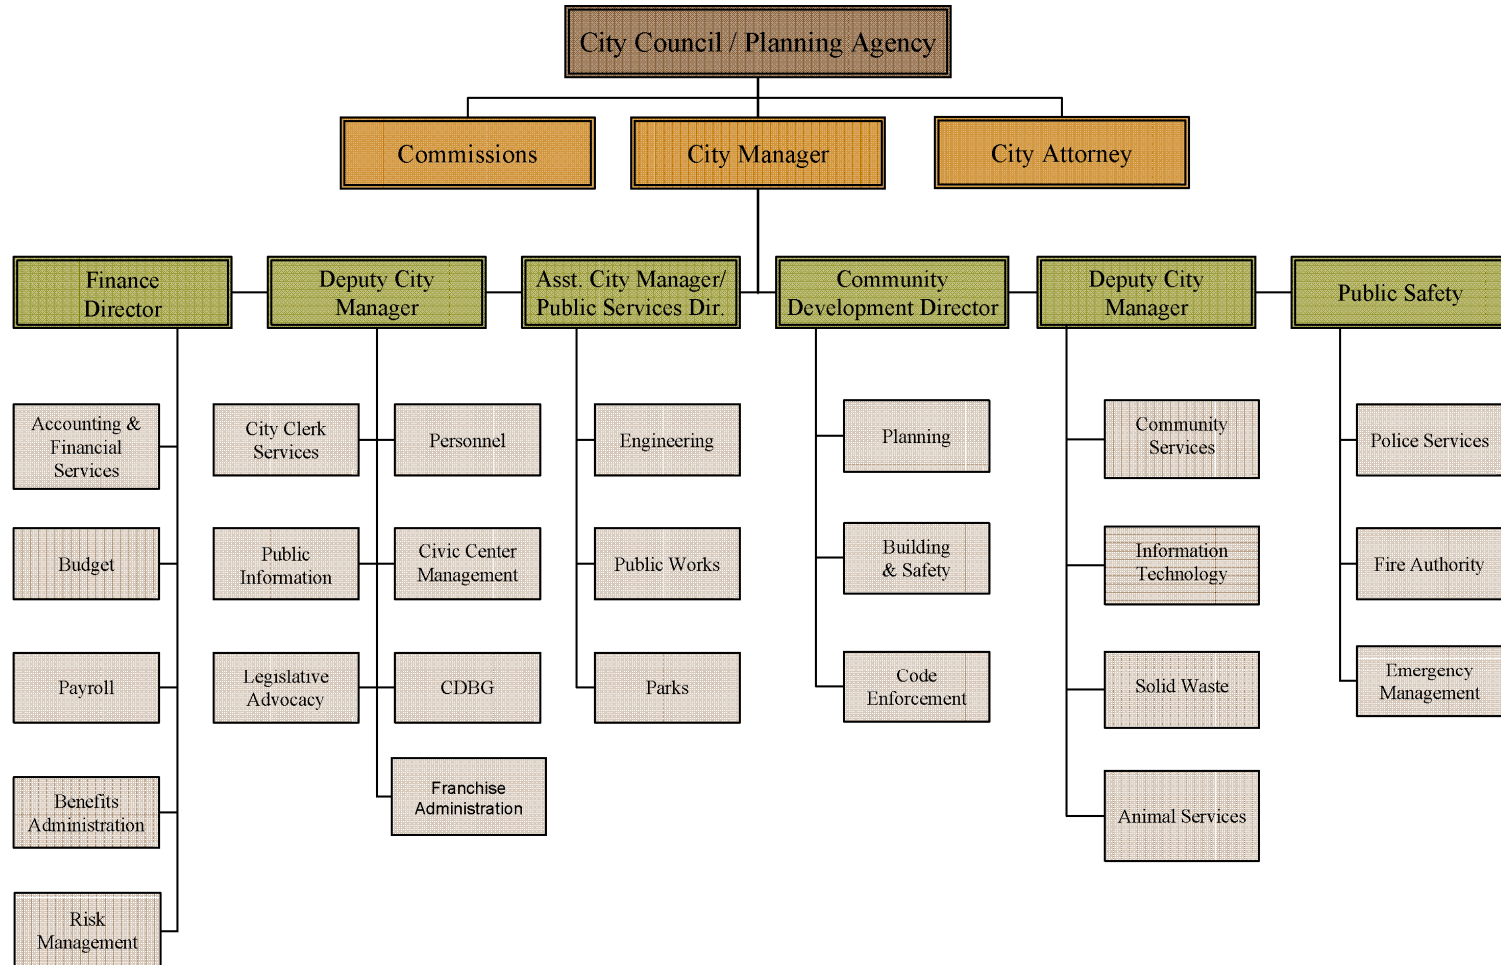 City Council / Planning Agency
Commissions
City Manager
City Attorney
Finance
Director
Deputy City
Manager
Asst. City Manager/
Public Services Dir.
Community
Development Director
Deputy City
Manager
Public Safety
Accounting &
Financial
Services
Budget
Payroll
Benefits
Administration
Risk
Management
City Clerk
Services
Personnel
Public
Information
Civic Center
Management
Legislative
Advocacy
CDBG
Franchise
Administration
Engineering
Public Works
Parks
Planning
Building
& Safety
Code
Enforcement
Community
Services
Information
Technology
Solid Waste
Animal Services
Police Services
Fire Authority
Emergency
Management